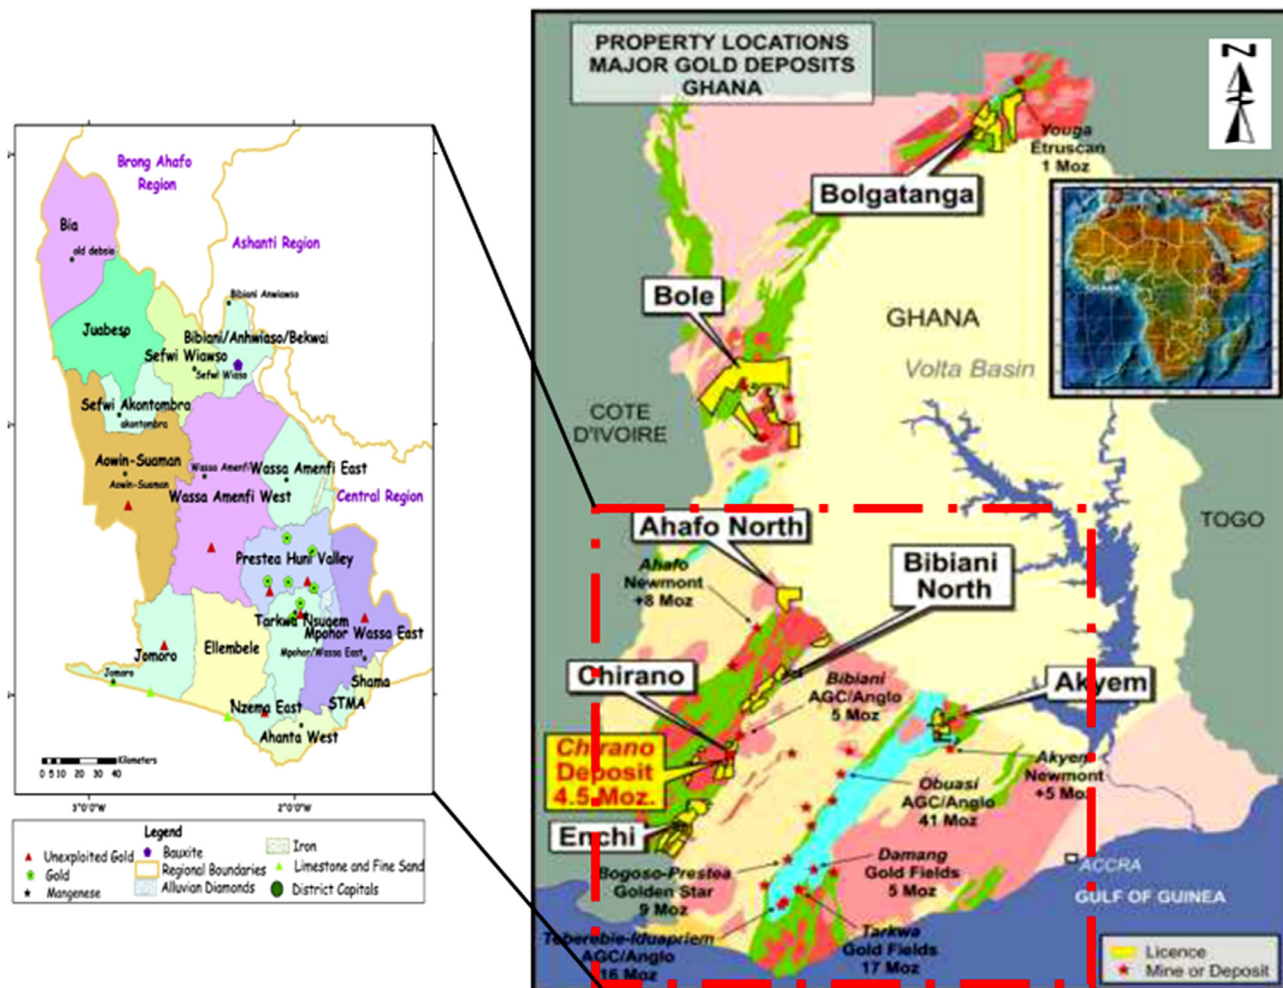 Brong Ahafo
Region
Bia
old debsia
Ashanti Region
Bibiani Anwiawso
Juabesp
Bibiani/Anhwiaso/Bekwai
Sefwi Wiawso
Sefwi Wiaso
Sefwi Akontombra
akontombra
Aowin-Suaman
Aowin-Suaman
Wassa Amenfi
Wassa Amenfi East
Wassa Amenfi West
Central Region
Prestea Huni Valley
Tarkwa Nsuaem
Mpohor Wassa East
Mpohor/Wassa East
Ellembele
Jomoro
Jomoro
Shama
STMA
Nzema East
Ahanta West
0 5 10 20 30 40 Kilometers
3°0'0"W
2°0'0"W
Legend
Unexploited Gold
Gold
Mangenese
Bauxite
Regional Boundaries
Alluvian Diamonds
Iron
Limestone and Fine Sand
District Capitals
PROPERTY LOCATIONS
MAJOR GOLD DEPOSITS
GHANA
N
Youga
Etruscan
1 Moz
Bolgatanga
GHANA
Bole
GHANA
Volta Basin
COTE
D'IVOIRE
TOGO
Ahafo North
Ahafo
Newmont
+8 Moz
Bibiani
North
Chirano
Bibiani
AGC/Anglo
5 Moz
Akyem
Chirano
Deposit
4.5 Moz.
Akyem
Newmont
+5 Moz
Obuasi
AGC/Anglo
41 Moz
Enchi
Bogoso-Prestea
Golden Star
9 Moz
Damang
Gold Fields
5 Moz
ACCRA
GULF OF GUINEA
Teberebie-Iduapriem
AGC/Anglo
16 Moz
Tarkwa
Gold Fields
17 Moz
Licence
Mine or Deposit